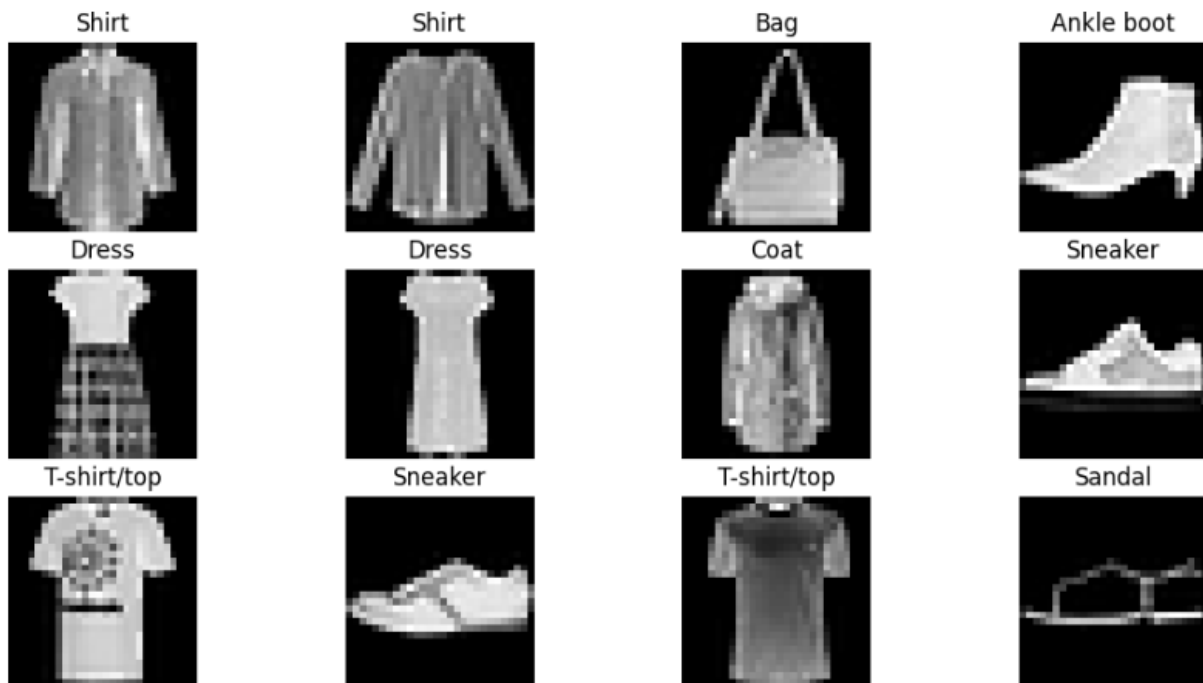 Shirt Shirt Bag Ankle boot
Dress Dress Coat Sneaker
T-shirt/top Sneaker T-shirt/top Sandal